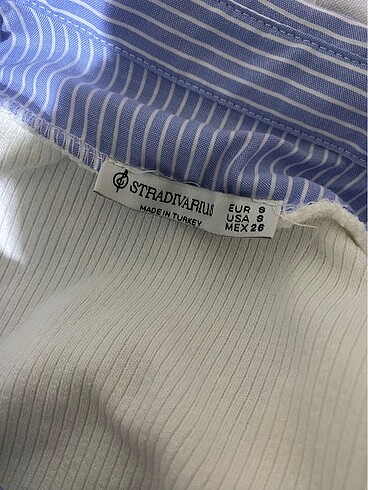 STRADIVARIUS
MADE IN TURKEY
EUR S
USA S
MEX 26